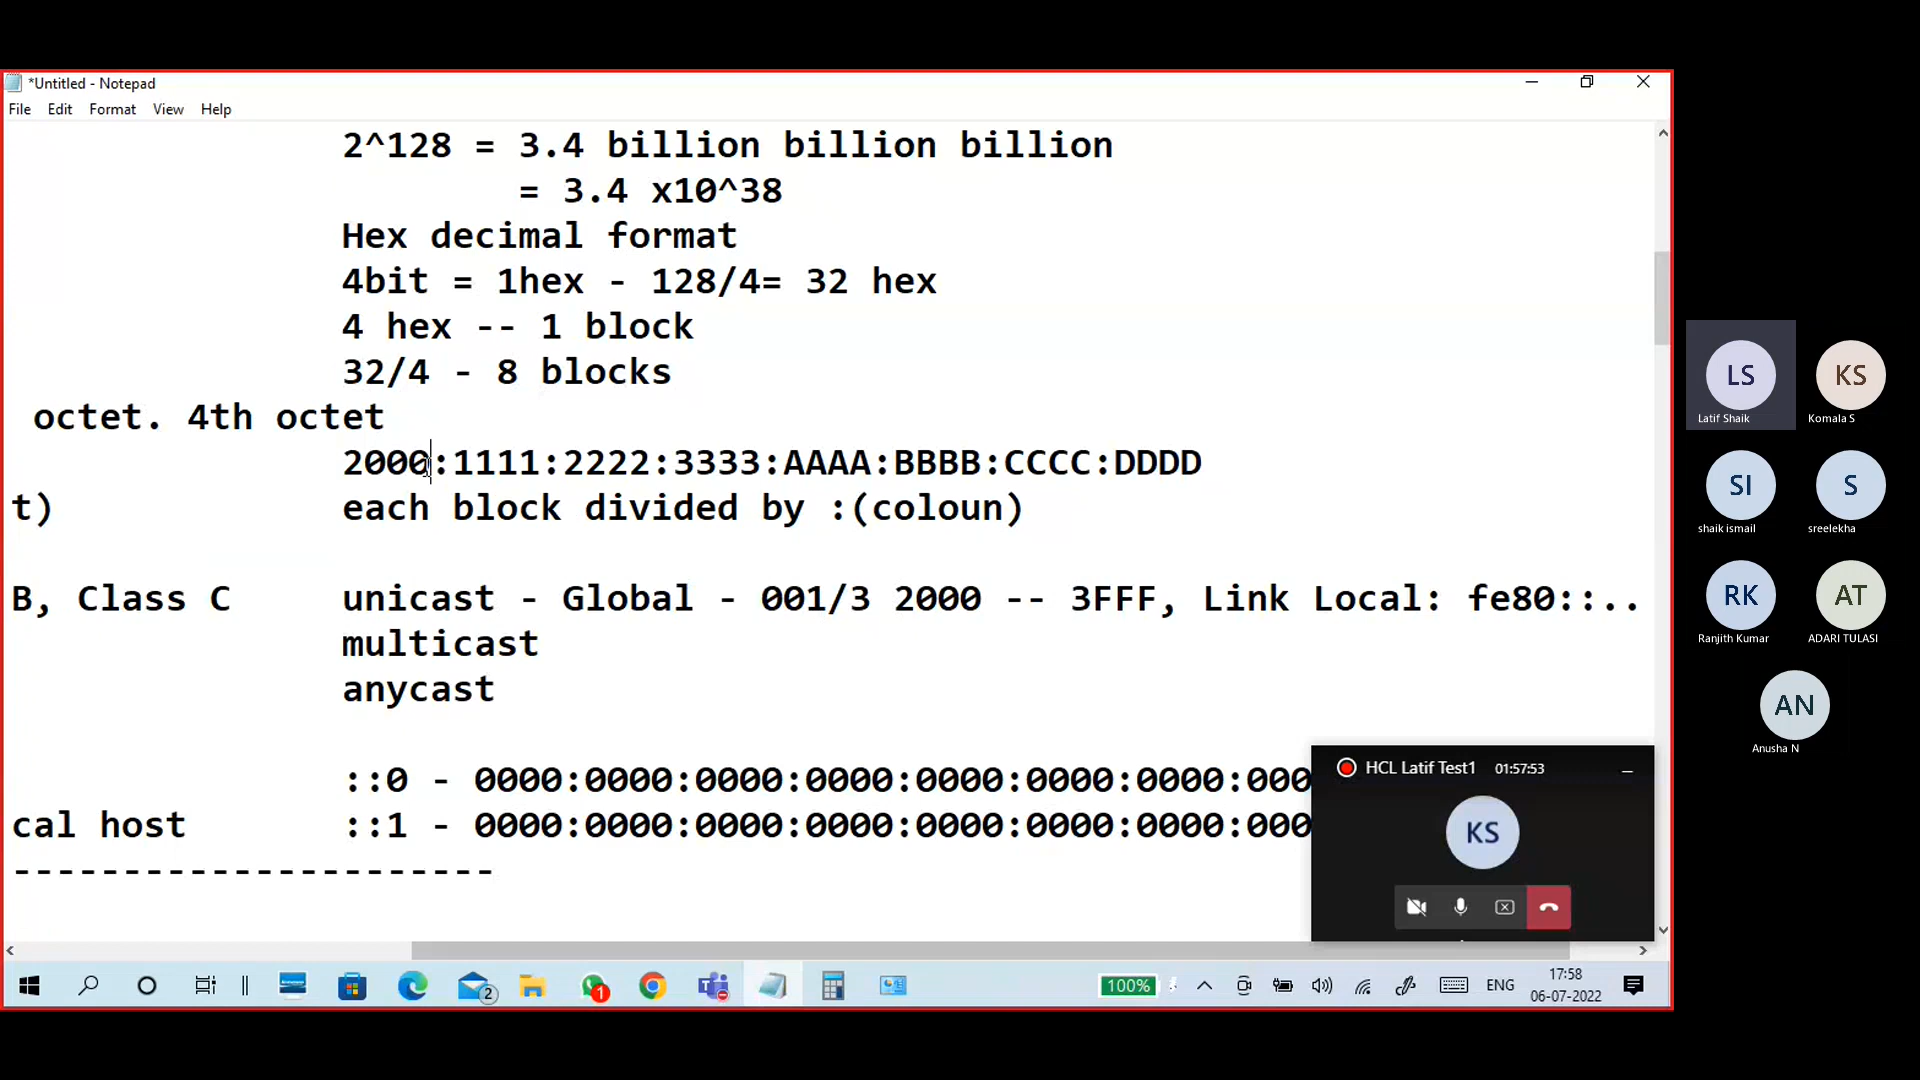 *Untitled - Notepad
File Edit Format View Help
2^128 = 3.4 billion billion billion
= 3.4 x10^38
Hex decimal format
4bit = 1hex - 128/4= 32 hex
4 hex -- 1 block
32/4 - 8 blocks
octet. 4th octet
2000:1111:2222:3333:AAAA:BBBB:CCCC:DDDD
t) each block divided by :(coloun)
B, Class C unicast - Global - 001/3 2000 -- 3FFF, Link Local: fe80::..
multicast
anycast
::0 - 0000:0000:0000:0000:0000:0000:0000:000
cal host ::1 - 0000:0000:0000:0000:0000:0000:0000:000
----------------------
HCL Latif Test1 01:57:53
KS
LS KS
Latif Shaik Komala S
SI S
shaik ismail sreelekha
RK AT
Ranjith Kumar ADARI TULASI
AN
Anusha N
2 1 100% ENG 17:58
06-07-2022